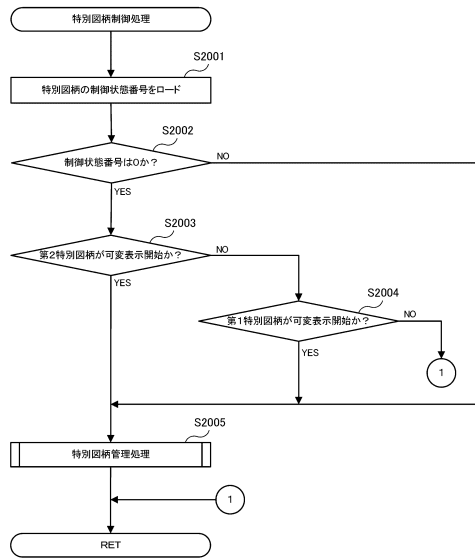 特別図柄制御処理
S2001
特別図柄の制御状態番号をロード
S2002
制御状態番号は0か？
NO
YES
S2003
第2特別図柄が可変表示開始か？
NO
YES
S2004
第1特別図柄が可変表示開始か？
NO
YES
1
S2005
特別図柄管理処理
1
RET